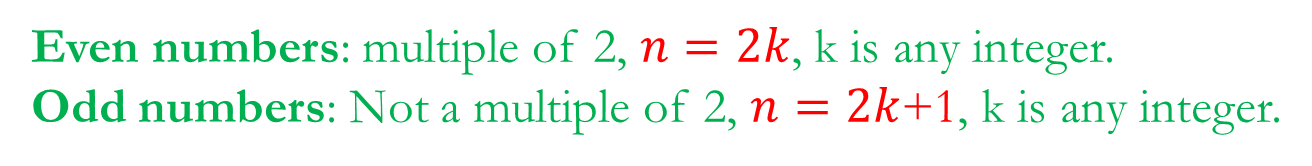 Even numbers: multiple of 2, n = 2k, k is any integer.
Odd numbers: Not a multiple of 2, n = 2k+1, k is any integer.